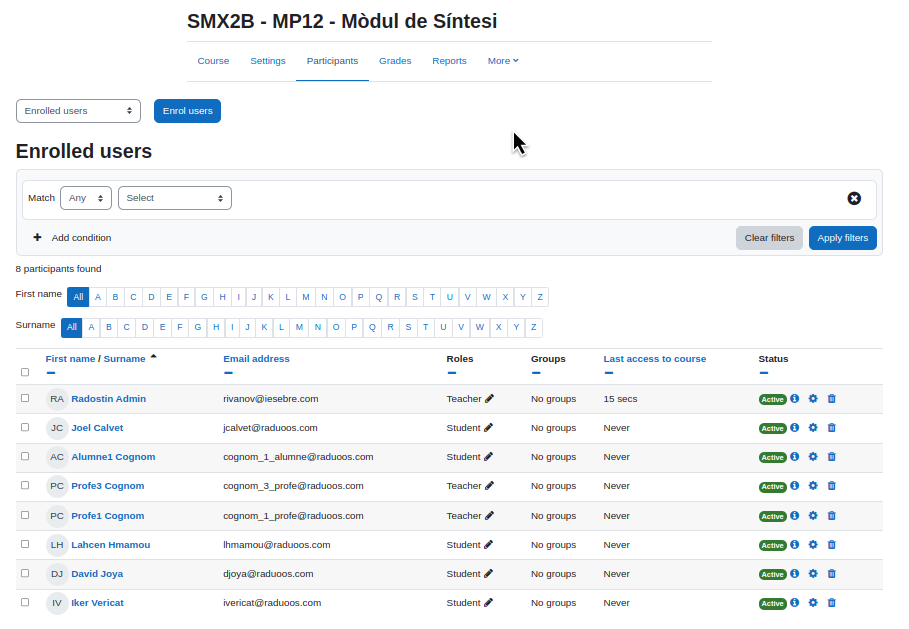 SMX2B - MP12 - Mòdul de Síntesi
Course Settings Participants Grades Reports More
Enrolled users Enrol users
Enrolled users
Match Any Select
Add condition Clear filters Apply filters
8 participants found
First name All A B C D E F G H I J K L M N O P Q R S T U V W X Y Z
Surname All A B C D E F G H I J K L M N O P Q R S T U V W X Y Z
First name / Surname Email address Roles Groups Last access to course Status
RA Radostin Admin rivanov@iesebre.com Teacher No groups 15 secs Active
JC Joel Calvet jcalvet@raduoos.com Student No groups Never Active
AC Alumne1 Cognom cognom_1_alumne@raduoos.com Student No groups Never Active
PC Profe3 Cognom cognom_3_profe@raduoos.com Teacher No groups Never Active
PC Profe1 Cognom cognom_1_profe@raduoos.com Teacher No groups Never Active
LH Lahcen Hmamou lhmamou@raduoos.com Student No groups Never Active
DJ David Joya djoya@raduoos.com Student No groups Never Active
IV Iker Vericat ivericat@raduoos.com Student No groups Never Active